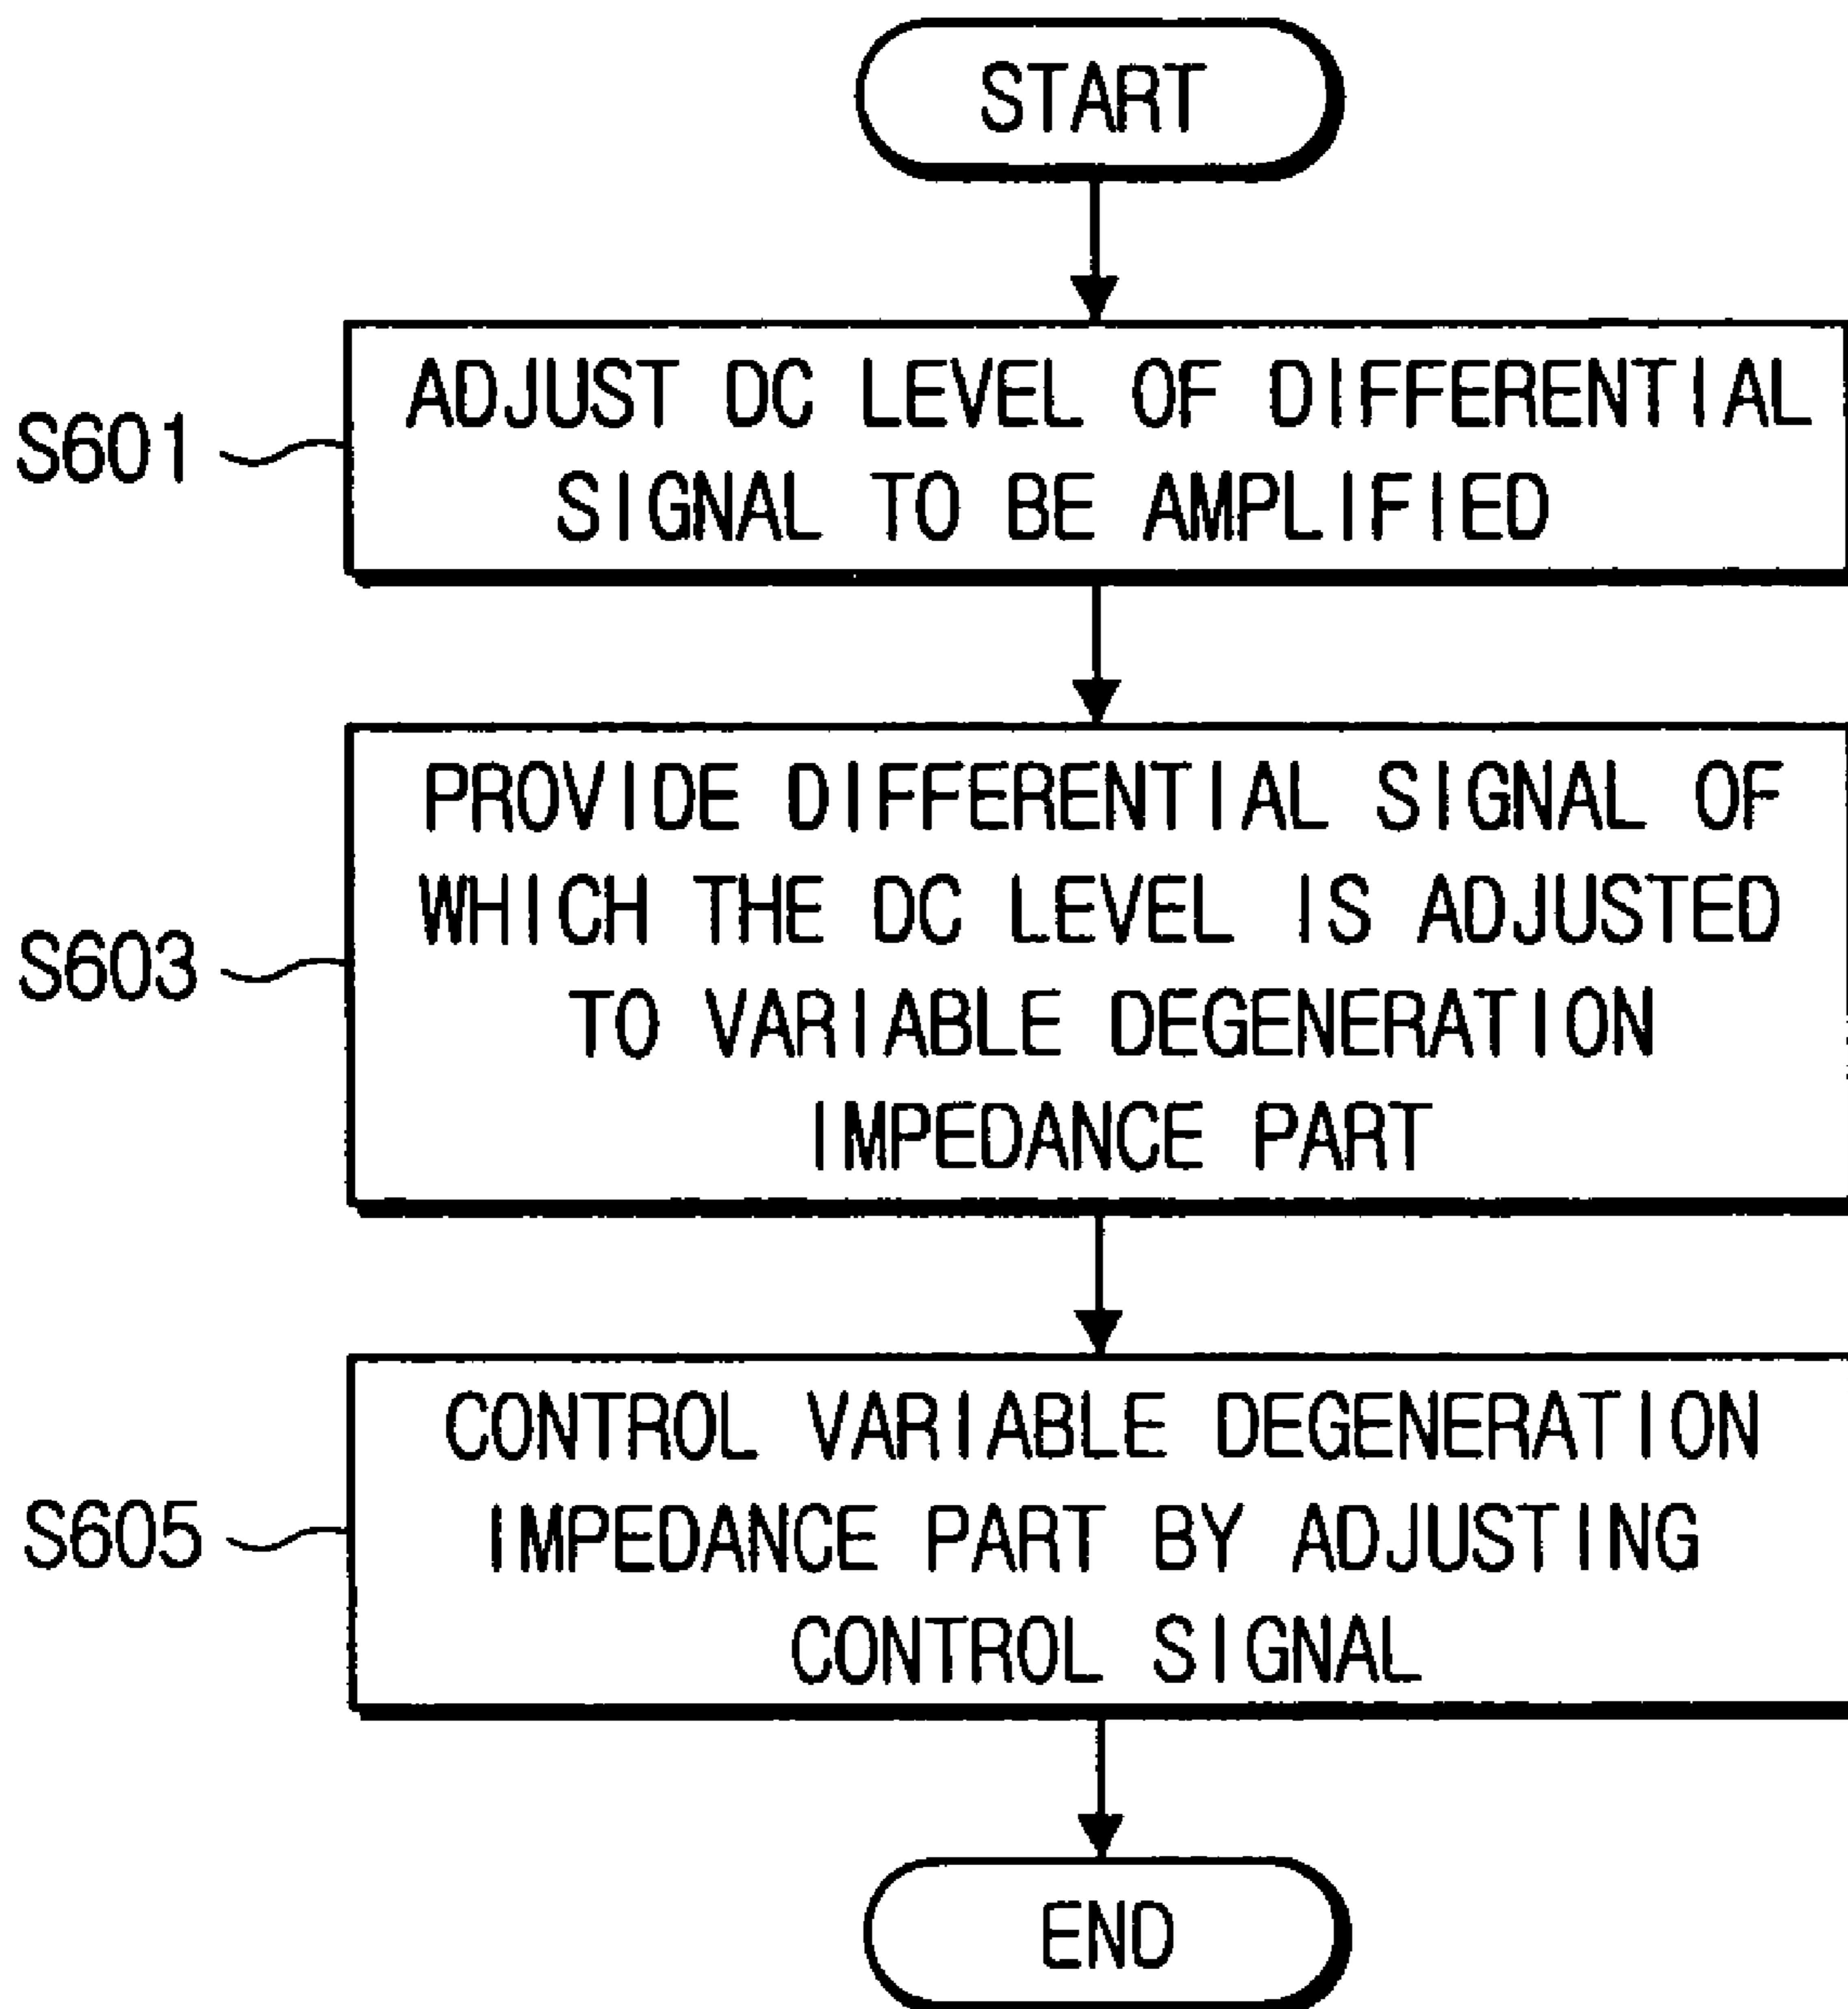 START
S601
ADJUST DC LEVEL OF DIFFERENTIAL
SIGNAL TO BE AMPLIFIED
S603
PROVIDE DIFFERENTIAL SIGNAL OF
WHICH THE DC LEVEL IS ADJUSTED
TO VARIABLE DEGENERATION
IMPEDANCE PART
S605
CONTROL VARIABLE DEGENERATION
IMPEDANCE PART BY ADJUSTING
CONTROL SIGNAL
END